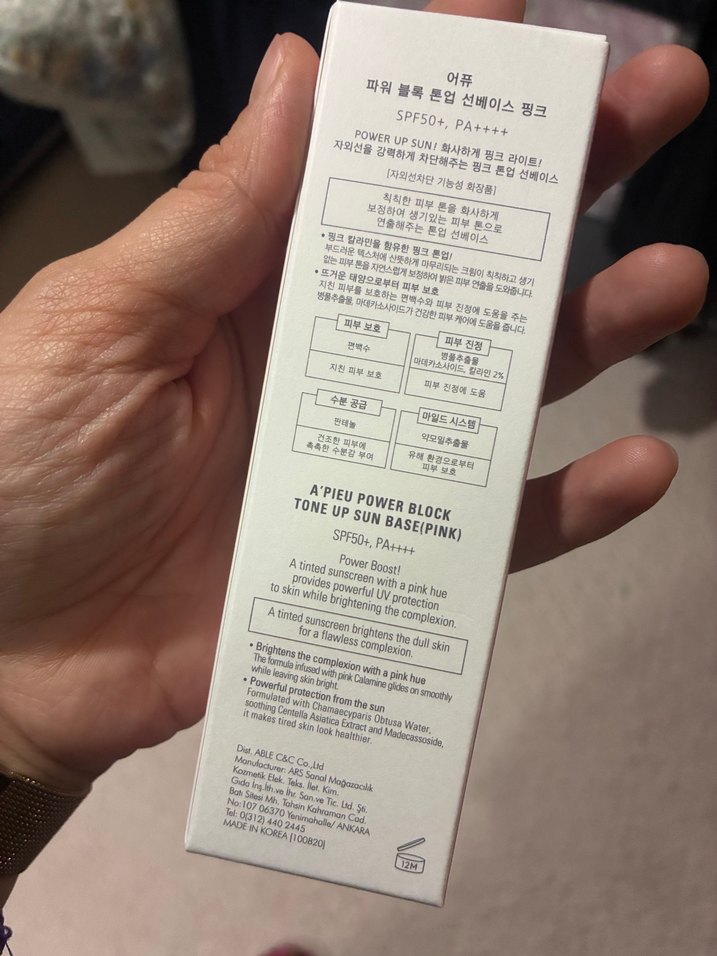 어퓨
파워 블록 톤업 선베이스 핑크
SPF50+, PA++++
POWER UP SUN! 화사하게 핑크 라이트!
자외선을 강력하게 차단해주는 핑크 톤업 선베이스
[자외선차단 기능성 화장품]
칙칙한 피부 톤을 화사하게
보정하여 생기있는 피부 톤으로
연출해주는 톤업 선베이스
• 핑크 칼라민을 함유한 핑크 톤업!
부드러운 텍스처에 산뜻하게 마무리되는 크림이 칙칙하고 생기
없는 피부 톤을 자연스럽게 보정하여 밝은 피부 연출을 도와줍니다.
• 뜨거운 태양으로부터 피부 보호
지친 피부를 보호하는 편백수와 피부 진정에 도움을 주는
병풀추출물, 마데카소사이드가 건강한 피부 케어에 도움을 줍니다.
피부 보호
편백수
지친 피부 보호
피부 진정
병풀추출물
마데카소사이드, 칼라민 2%
피부 진정에 도움
수분 공급
판테놀
건조한 피부에
촉촉한 수분감 부여
마일드 시스템
약모밀추출물
유해 환경으로부터
피부 보호
A'PIEU POWER BLOCK
TONE UP SUN BASE(PINK)
SPF50+, PA++++
Power Boost!
A tinted sunscreen with a pink hue
provides powerful UV protection
to skin while brightening the complexion.
A tinted sunscreen brightens the dull skin
for a flawless complexion.
• Brightens the complexion with a pink hue
The formula infused with pink Calamine glides on smoothly
while leaving skin bright.
• Powerful protection from the sun
Formulated with Chamaecyparis Obtusa Water,
soothing Centella Asiatica Extract and Madecassoside,
it makes tired skin look healthier.
Dist. ABLE C&C Co.,Ltd
Manufacturer: ARS Sanal Mağazacılık
Kozmetik Elek. Teks. İlet. Kim.
Gıda İnş.İth.ve İhr. San.ve Tic. Ltd. Şti.
Batı Sitesi Mh. Tahsin Kahraman Cad.
No:107 06370 Yenimahalle/ ANKARA
Tel: 0(312) 440 2445
MADE IN KOREA [100820]
12M